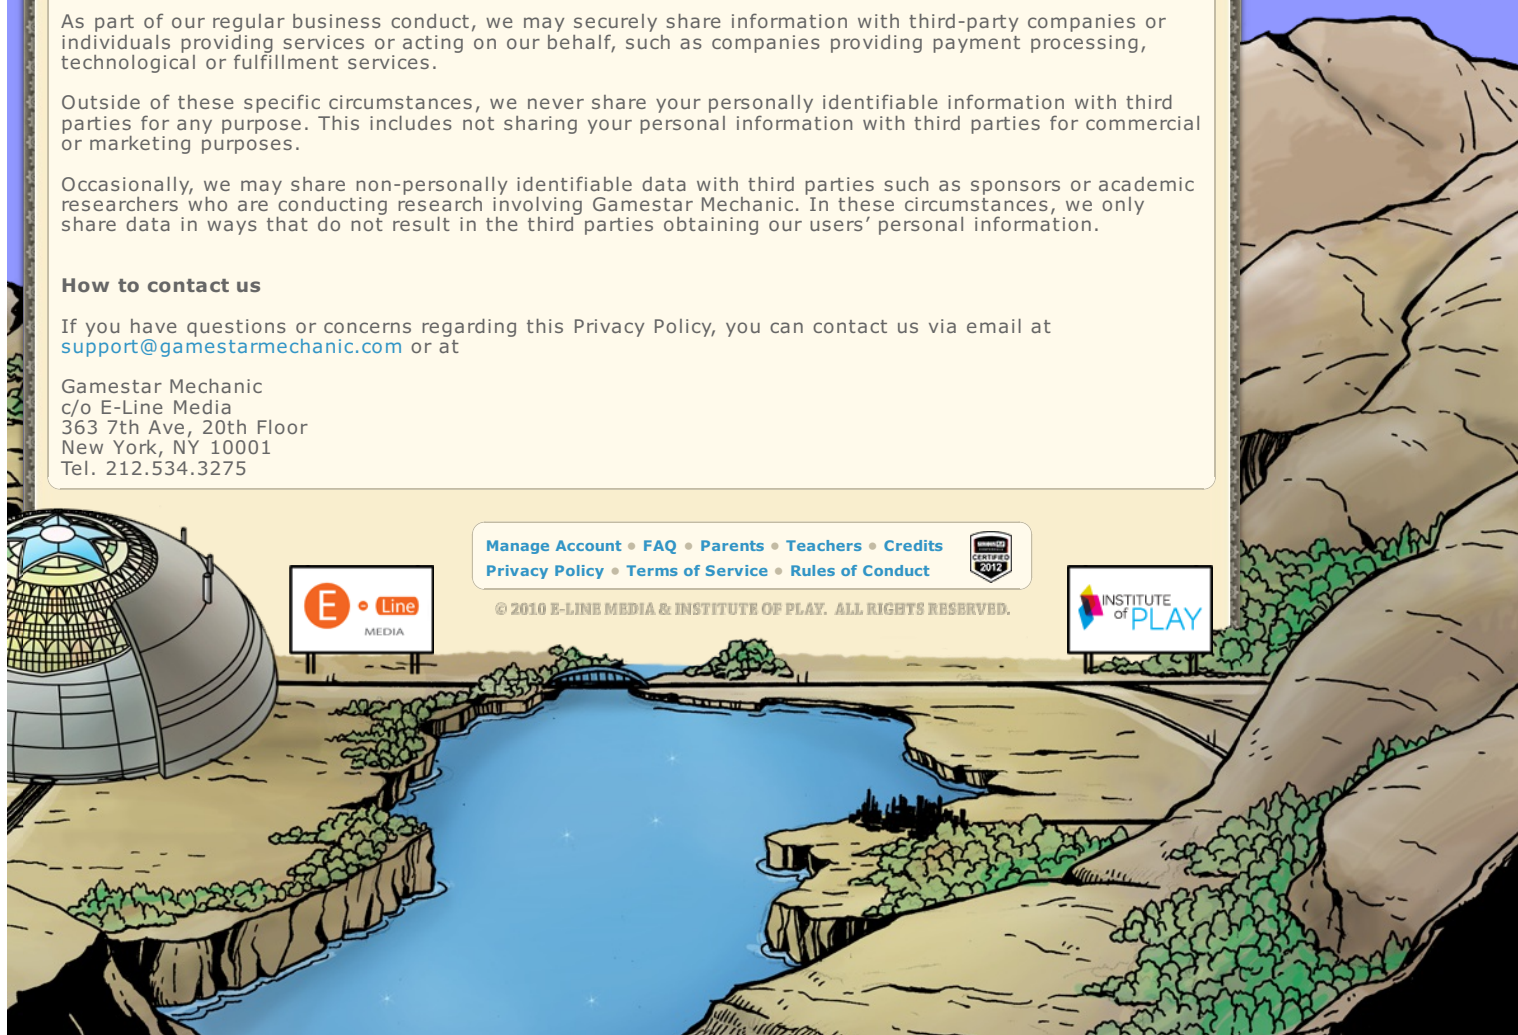 As part of our regular business conduct, we may securely share information with third-party companies or
individuals providing services or acting on our behalf, such as companies providing payment processing,
technological or fulfillment services.
Outside of these specific circumstances, we never share your personally identifiable information with third
parties for any purpose. This includes not sharing your personal information with third parties for commercial
or marketing purposes.
Occasionally, we may share non-personally identifiable data with third parties such as sponsors or academic
researchers who are conducting research involving Gamestar Mechanic. In these circumstances, we only
share data in ways that do not result in the third parties obtaining our users’ personal information.
How to contact us
If you have questions or concerns regarding this Privacy Policy, you can contact us via email at
support@gamestarmechanic.com or at
Gamestar Mechanic
c/o E-Line Media
363 7th Ave, 20th Floor
New York, NY 10001
Tel. 212.534.3275
Manage Account • FAQ • Parents • Teachers • Credits
Privacy Policy • Terms of Service • Rules of Conduct
CERTIFIED
2012
© 2010 E-LINE MEDIA & INSTITUTE OF PLAY. ALL RIGHTS RESERVED.
E • Line
MEDIA
INSTITUTE
of PLAY